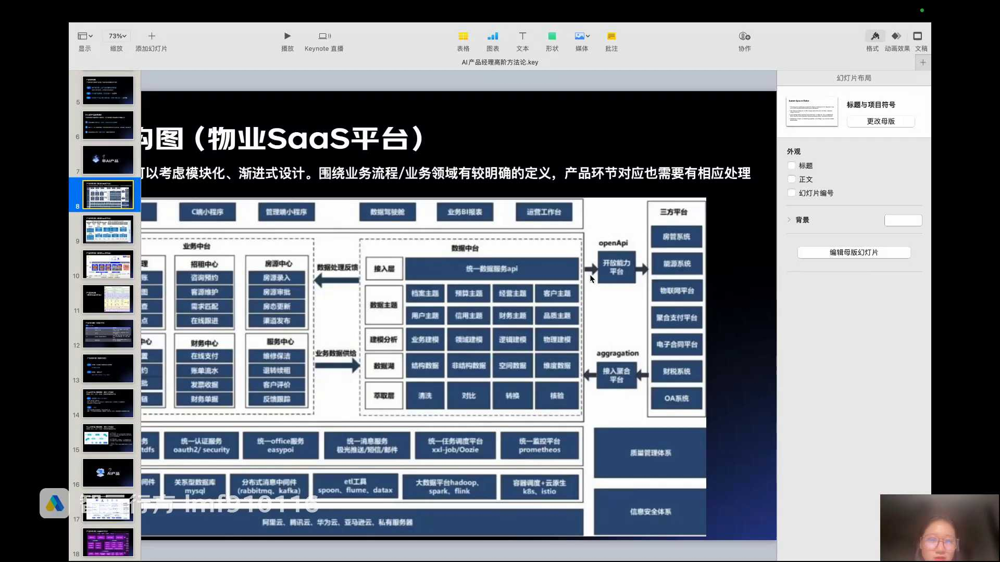 73%
显示
缩放
添加幻灯片
播放
Keynote 直播
表格
图表
文本
形状
媒体
批注
协作
格式
动画效果
文稿
AI产品经理高阶方法论.key
幻灯片布局
标题与项目符号
更改母版
外观
标题
正文
幻灯片编号
背景
编辑母版幻灯片
5
6
7
非AI产品
8
9
10
11
12
13
14
15
16
AI产品
17
18
图（物业SaaS平台）
以考虑模块化、渐进式设计。围绕业务流程/业务领域有较明确的定义，产品环节对应也需要有相应处理
C端小程序
管理端小程序
数据驾驶舱
业务BI报表
运营工作台
业务中台
理
账
图
查
点
招租中心
咨询预约
客源维护
需求匹配
在线跟进
房源中心
房源录入
房源审批
房态更新
渠道发布
中心
置
约
批
链
财务中心
在线支付
账单流水
发票收据
财务单据
服务中心
维修保洁
退转续租
客户评价
反馈跟踪
数据处理反馈
业务数据供给
数据中台
接入层
统一数据服务api
数据主题
档案主题
预算主题
经营主题
客户主题
用户主题
信用主题
财务主题
品质主题
建模分析
业务建模
领域建模
逻辑建模
物理建模
数据湖
结构数据
非结构数据
空间数据
维度数据
萃取层
清洗
对比
转换
核验
openApi
开放能力
平台
aggragation
接入聚合
平台
三方平台
房管系统
能源系统
物联网平台
聚合支付平台
电子合同平台
财税系统
OA系统
务
tdfs
统一认证服务
oauth2/ security
统一office服务
easypoi
统一消息服务
极光推送/短信/邮件
统一任务调度平台
xxl-job/Oozie
统一监控平台
prometheos
间件
关系型数据库
mysql
分布式消息中间件
(rabbitmq、kafka)
etl工具
spoon、flume、datax
大数据平台hadoop、
spark、flink
容器调度+云原生
k8s、istio
阿里云、腾讯云、华为云、亚马逊云、私有服务器
质量管理体系
信息安全体系
lmf910116